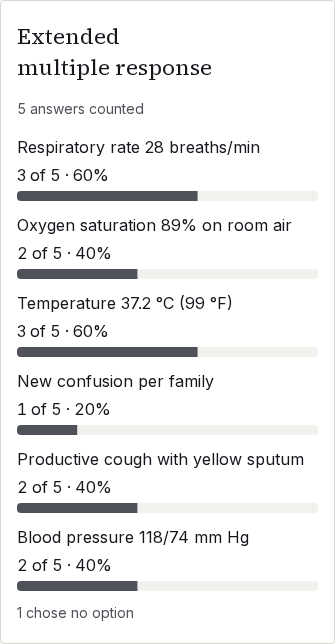 Extended
multiple response
5 answers counted
Respiratory rate 28 breaths/min
3 of 5 · 60%
Oxygen saturation 89% on room air
2 of 5 · 40%
Temperature 37.2 °C (99 °F)
3 of 5 · 60%
New confusion per family
1 of 5 · 20%
Productive cough with yellow sputum
2 of 5 · 40%
Blood pressure 118/74 mm Hg
2 of 5 · 40%
1 chose no option